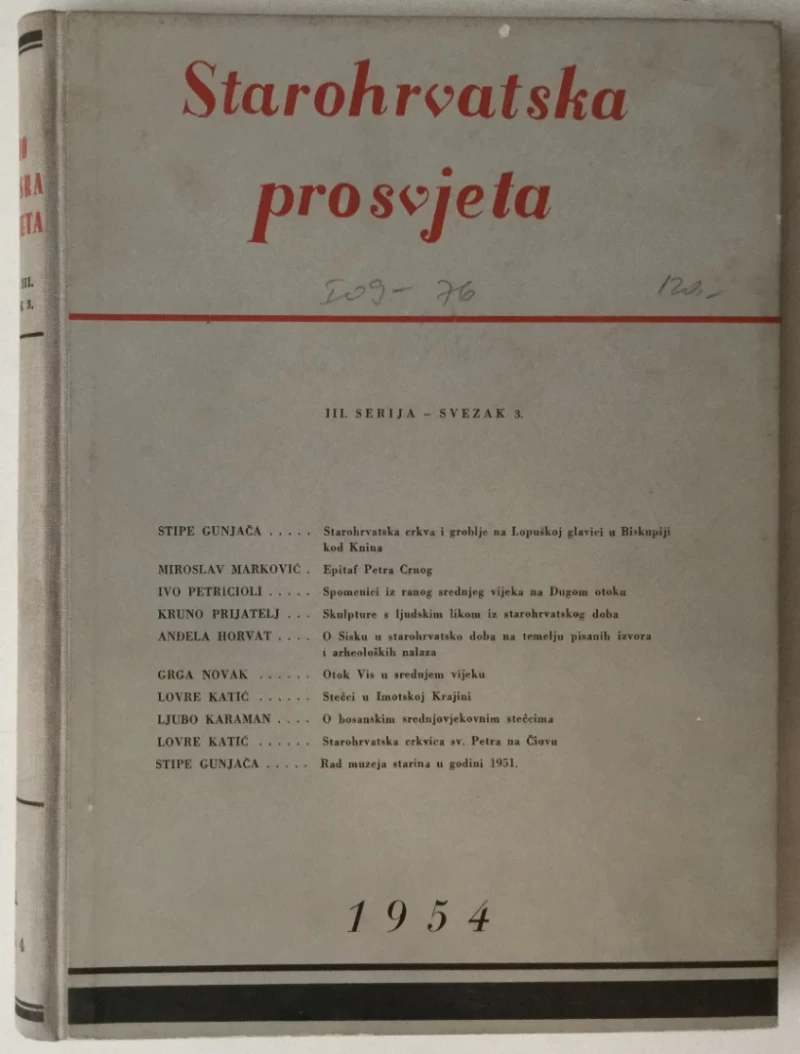 Starohrvatska
prosvjeta
109- 76 120,-
III. SERIJA – SVEZAK 3.
STIPE GUNJAČA ..... Starohrvatska crkva i groblje na Lopuškoj glavici u Biskupiji
kod Knina
MIROSLAV MARKOVIĆ . Epitaf Petra Crnog
IVO PETRICIOLI ..... Spomenici iz ranog srednjeg vijeka na Dugom otoku
KRUNO PRIJATELJ ... Skulpture s ljudskim likom iz starohrvatskog doba
ANĐELA HORVAT .... O Sisku u starohrvatsko doba na temelju pisanih izvora
i arheoloških nalaza
GRGA NOVAK ...... Otok Vis u srednjem vijeku
LOVRE KATIĆ ...... Stećci u Imotskoj Krajini
LJUBO KARAMAN .... O bosanskim srednjovjekovnim stećcima
LOVRE KATIĆ ...... Starohrvatska crkvica sv. Petra na Čiovu
STIPE GUNJAČA ..... Rad muzeja starina u godini 1951.
1954